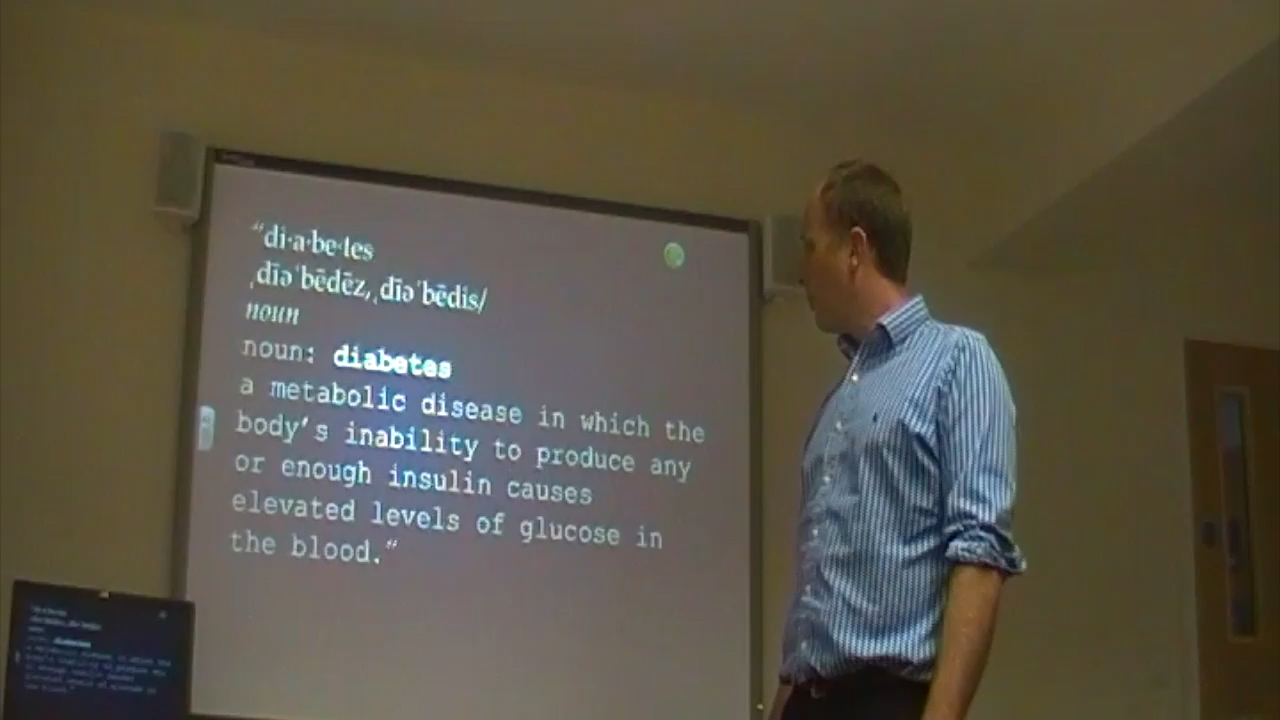 “di·a·be·tes
ˌdīəˈbēdēz,ˌdīəˈbēdis/
noun
noun: diabetes
a metabolic disease in which the
body’s inability to produce any
or enough insulin causes
elevated levels of glucose in
the blood.”